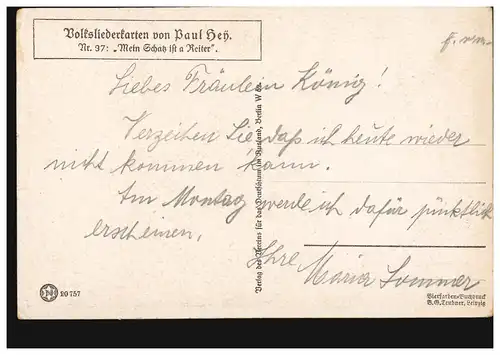 Volksliederkarten von Paul Hey.
Nr. 37: „Mein Schatz ist a Reiter".
Liebes Fräulein König!
Verzeihen Sie, daß ich heute wieder
nicht kommen kann.
Am Montag werde ich dafür pünktlich
erscheinen.
Ihre Maria Sommer
Verlag des Vereins für das Deutschtum im Ausland, Berlin W
20757
Vierfarben-Buchdruck
B.G. Teubner, Leipzig